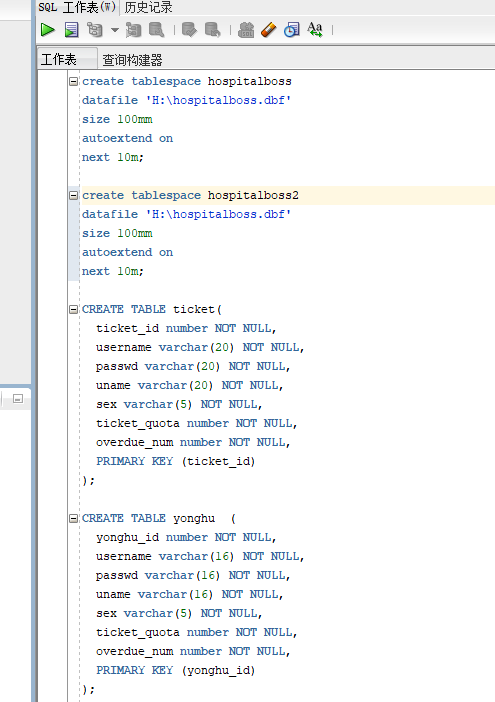 SQL 工作表(W) 历史记录
工作表 查询构建器
create tablespace hospitalboss
datafile 'H:\hospitalboss.dbf'
size 100mm
autoextend on
next 10m;
create tablespace hospitalboss2
datafile 'H:\hospitalboss.dbf'
size 100mm
autoextend on
next 10m;
CREATE TABLE ticket(
ticket_id number NOT NULL,
username varchar(20) NOT NULL,
passwd varchar(20) NOT NULL,
uname varchar(20) NOT NULL,
sex varchar(5) NOT NULL,
ticket_quota number NOT NULL,
overdue_num number NOT NULL,
PRIMARY KEY (ticket_id)
);
CREATE TABLE yonghu  (
yonghu_id number NOT NULL,
username varchar(16) NOT NULL,
passwd varchar(16) NOT NULL,
uname varchar(16) NOT NULL,
sex varchar(5) NOT NULL,
ticket_quota number NOT NULL,
overdue_num number NOT NULL,
PRIMARY KEY (yonghu_id)
);